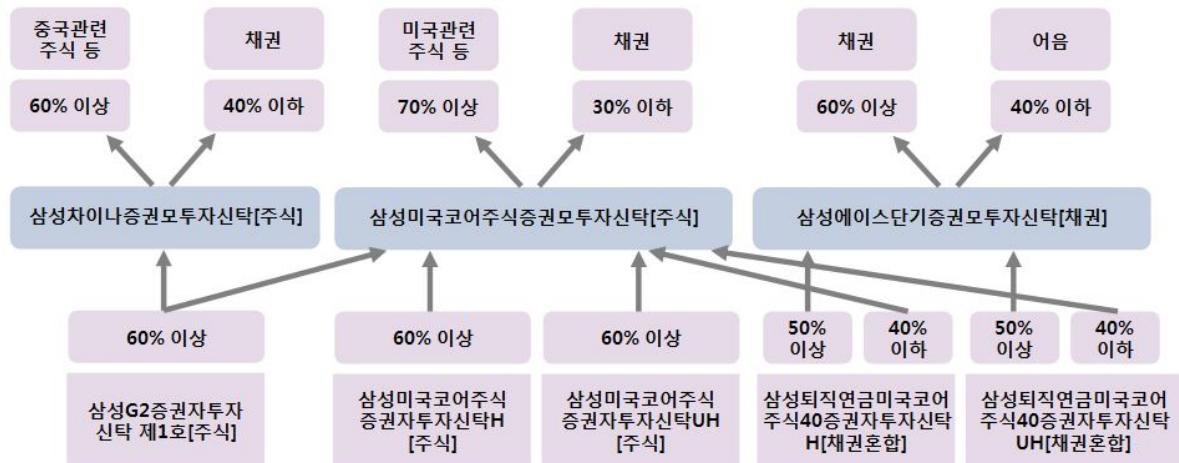 중국관련
주식 등
채권
미국관련
주식 등
채권
채권
어음
60% 이상
40% 이하
70% 이상
30% 이하
60% 이상
40% 이하
삼성차이나증권모투자신탁[주식]
삼성미국코어주식증권모투자신탁[주식]
삼성에이스단기증권모투자신탁[채권]
60% 이상
60% 이상
60% 이상
50%
이상
40%
이하
50%
이상
40%
이하
삼성G2증권자투자
신탁 제1호[주식]
삼성미국코어주식
증권자투자신탁H
[주식]
삼성미국코어주식
증권자투자신탁UH
[주식]
삼성퇴직연금미국코어
주식40증권자투자신탁
H[채권혼합]
삼성퇴직연금미국코어
주식40증권자투자신탁
UH[채권혼합]